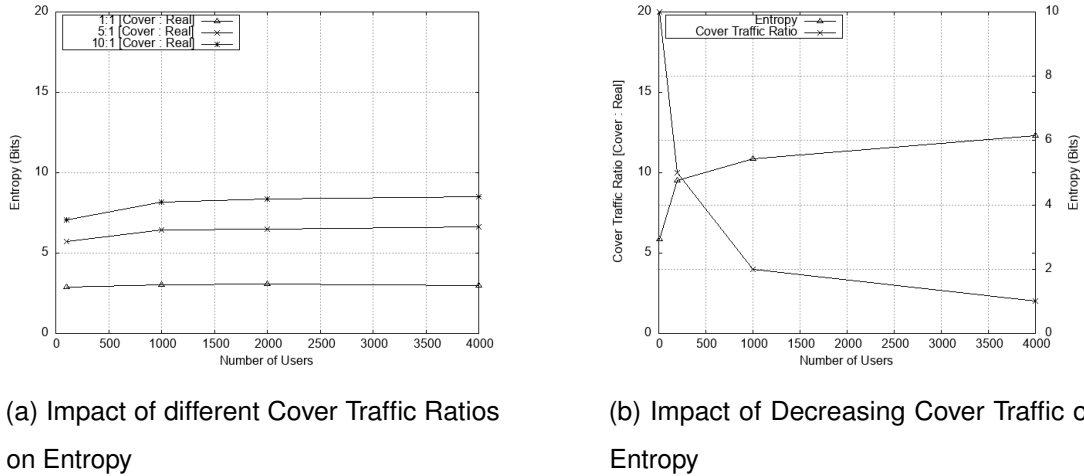 20
15
10
5
0
Entropy (Bits)
1:1 [Cover : Real]
5:1 [Cover : Real]
10:1 [Cover : Real]
0 500 1000 1500 2000 2500 3000 3500 4000
Number of Users
(a) Impact of different Cover Traffic Ratios
on Entropy
20
15
10
5
0
Cover Traffic Ratio [Cover : Real]
Entropy
Cover Traffic Ratio
10
8
6
4
2
0
Entropy (Bits)
0 500 1000 1500 2000 2500 3000 3500 4000
Number of Users
(b) Impact of Decreasing Cover Traffic o
Entropy